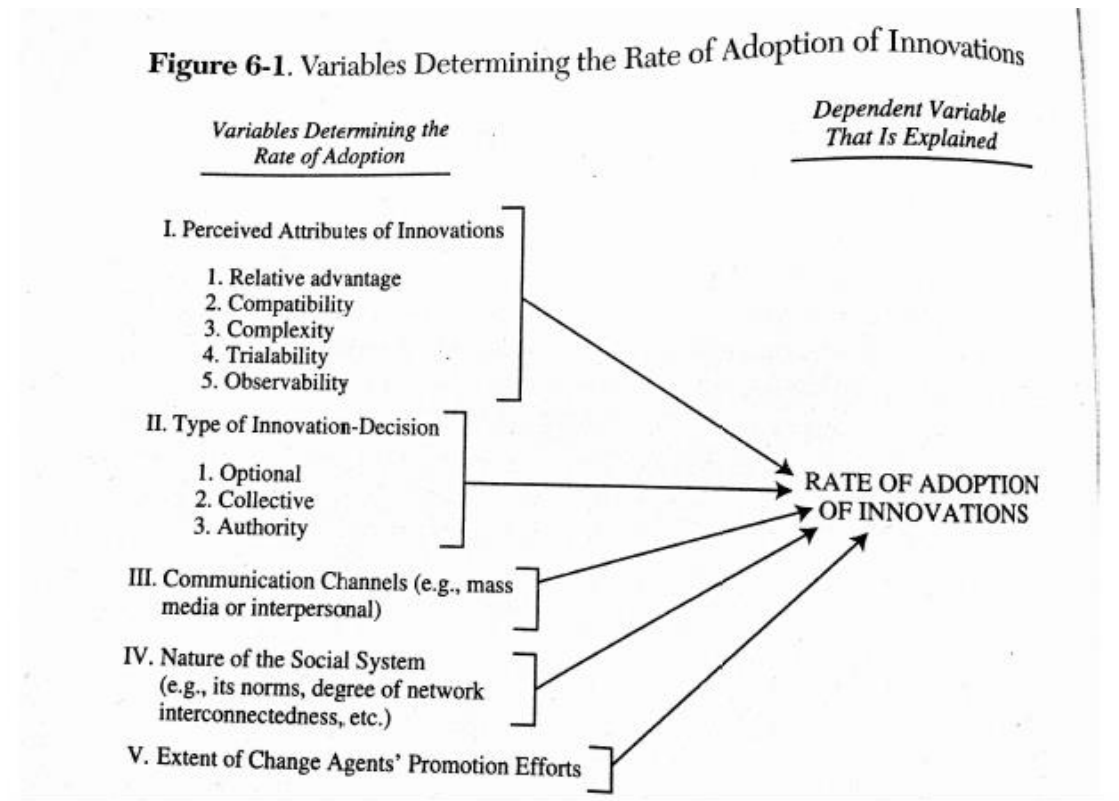 Figure 6-1. Variables Determining the Rate of Adoption of Innovations
Variables Determining the
Rate of Adoption
Dependent Variable
That Is Explained
I. Perceived Attributes of Innovations
1. Relative advantage
2. Compatibility
3. Complexity
4. Trialability
5. Observability
II. Type of Innovation-Decision
1. Optional
2. Collective
3. Authority
III. Communication Channels (e.g., mass
media or interpersonal)
IV. Nature of the Social System
(e.g., its norms, degree of network
interconnectedness, etc.)
V. Extent of Change Agents' Promotion Efforts
RATE OF ADOPTION
OF INNOVATIONS